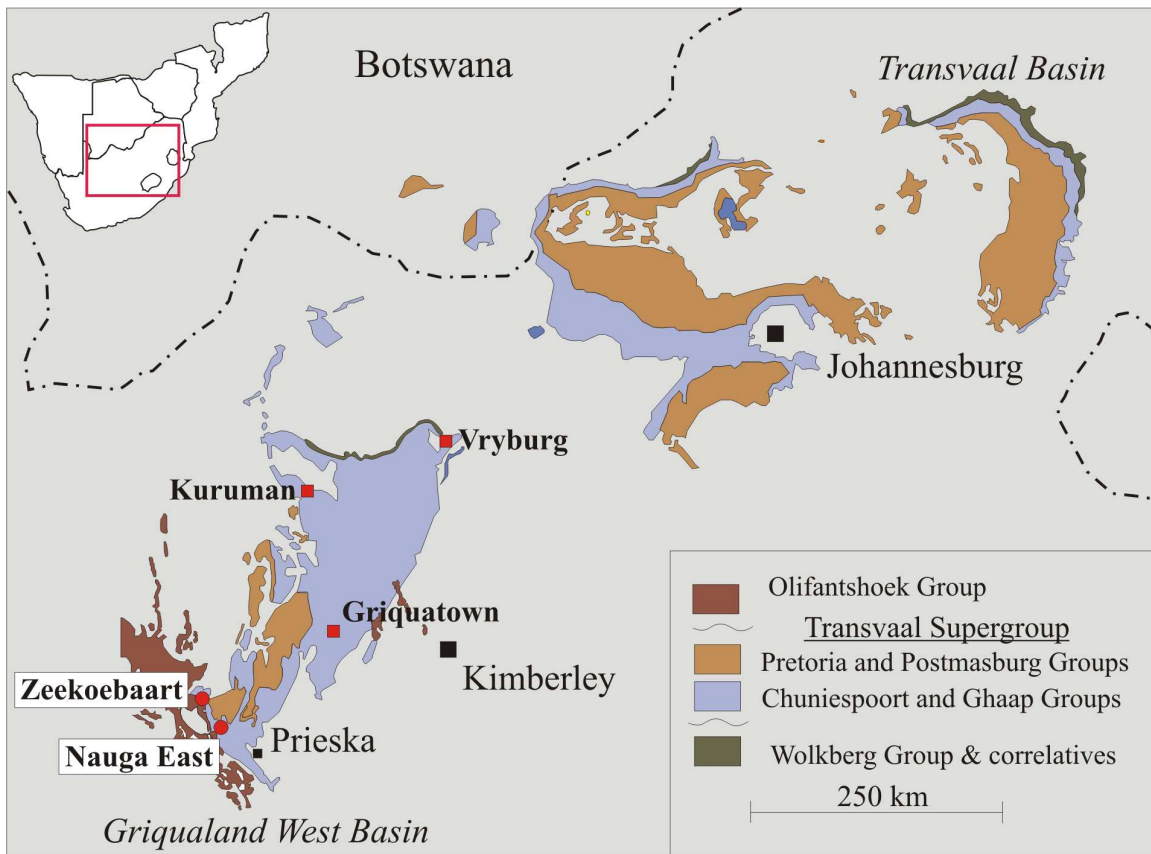 Botswana
Transvaal Basin
Johannesburg
Vryburg
Kuruman
Griquatown
Kimberley
Zeekoebaart
Nauga East
Prieska
Griqualand West Basin
Olifantshoek Group
Transvaal Supergroup
Pretoria and Postmasburg Groups
Chuniespoort and Ghaap Groups
Wolkberg Group & correlatives
250 km